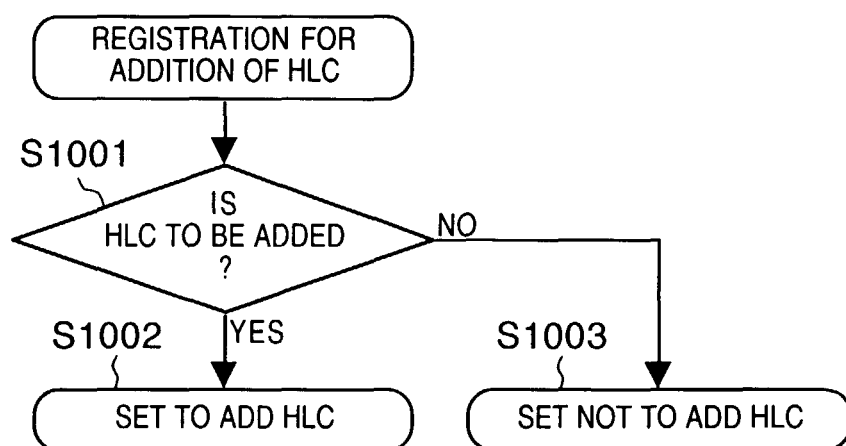 REGISTRATION FOR
ADDITION OF HLC
S1001
IS
HLC TO BE ADDED
?
NO
YES
S1002
SET TO ADD HLC
S1003
SET NOT TO ADD HLC